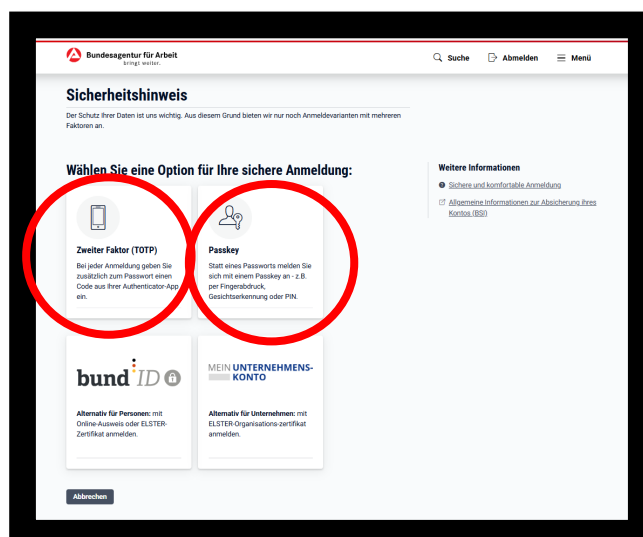 Bundesagentur für Arbeit
bringt weiter.
Suche
Abmelden
Menü
Sicherheitshinweis
Der Schutz Ihrer Daten ist uns wichtig. Aus diesem Grund bieten wir nur noch Anmeldevarianten mit mehreren
Faktoren an.
Wählen Sie eine Option für Ihre sichere Anmeldung:
Zweiter Faktor (TOTP)
Bei jeder Anmeldung geben Sie
zusätzlich zum Passwort einen
Code aus Ihrer Authenticator-App
ein.
Passkey
Statt eines Passworts melden Sie
sich mit einem Passkey an - z.B.
per Fingerabdruck,
Gesichtserkennung oder PIN.
bund ID
Alternativ für Personen: mit
Online-Ausweis oder ELSTER-
Zertifikat anmelden.
MEIN UNTERNEHMENS-
KONTO
Alternativ für Unternehmen: mit
ELSTER-Organisations-zertifikat
anmelden.
Abbrechen
Weitere Informationen
Sichere und komfortable Anmeldung
Allgemeine Informationen zur Absicherung ihres
Kontos (BSI)